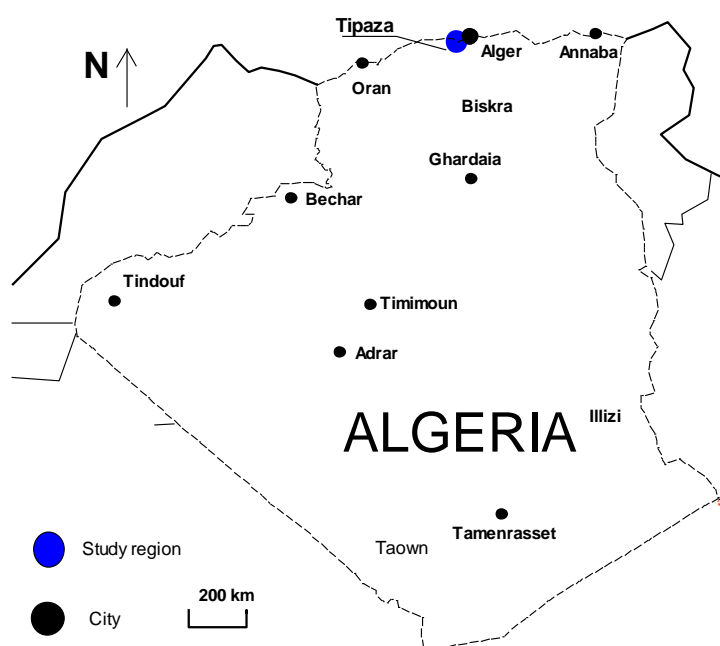 Tipaza
N
Alger
Annaba
Oran
Biskra
Ghardaia
Bechar
Tindouf
Timimoun
Adrar
ALGERIA
Illizi
Tamenrasset
Taown
Study region
200 km
City